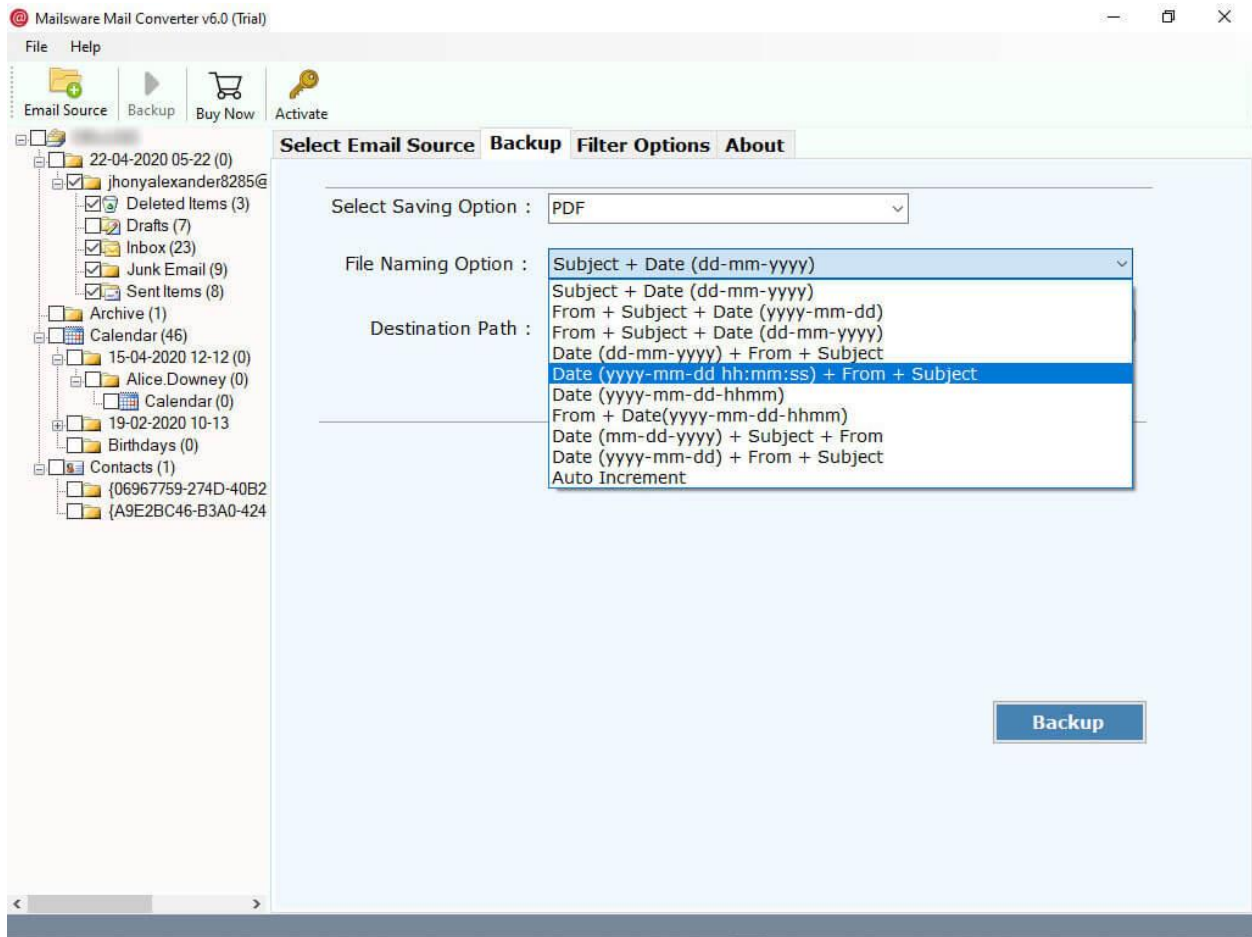 Mailsware Mail Converter v6.0 (Trial)
File Help
Email Source Backup Buy Now Activate
Select Email Source Backup Filter Options About
22-04-2020 05-22 (0)
jhonyalexander8285@
Deleted Items (3)
Drafts (7)
Inbox (23)
Junk Email (9)
Sent Items (8)
Archive (1)
Calendar (46)
15-04-2020 12-12 (0)
Alice.Downey (0)
Calendar (0)
19-02-2020 10-13
Birthdays (0)
Contacts (1)
{06967759-274D-40B2
{A9E2BC46-B3A0-424
Select Saving Option : PDF
File Naming Option : Subject + Date (dd-mm-yyyy)
Subject + Date (dd-mm-yyyy)
From + Subject + Date (yyyy-mm-dd)
From + Subject + Date (dd-mm-yyyy)
Destination Path :
Date (dd-mm-yyyy) + From + Subject
Date (yyyy-mm-dd hh:mm:ss) + From + Subject
Date (yyyy-mm-dd-hhmm)
From + Date(yyyy-mm-dd-hhmm)
Date (mm-dd-yyyy) + Subject + From
Date (yyyy-mm-dd) + From + Subject
Auto Increment
Backup